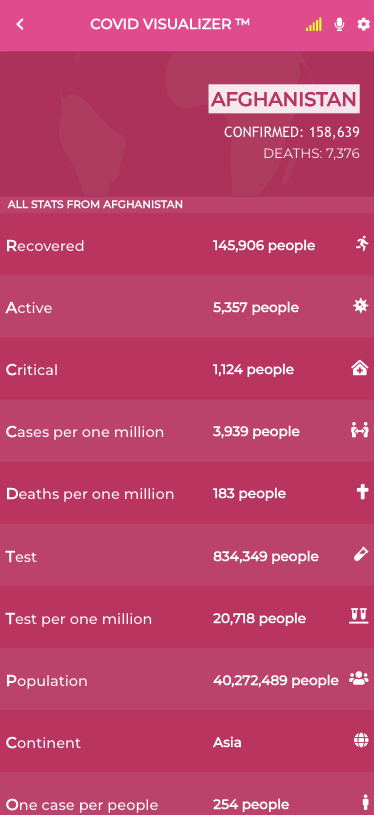 COVID VISUALIZER ™
AFGHANISTAN
CONFIRMED: 158,639
DEATHS: 7,376
ALL STATS FROM AFGHANISTAN
Recovered 145,906 people
Active 5,357 people
Critical 1,124 people
Cases per one million 3,939 people
Deaths per one million 183 people
Test 834,349 people
Test per one million 20,718 people
Population 40,272,489 people
Continent Asia
One case per people 254 people